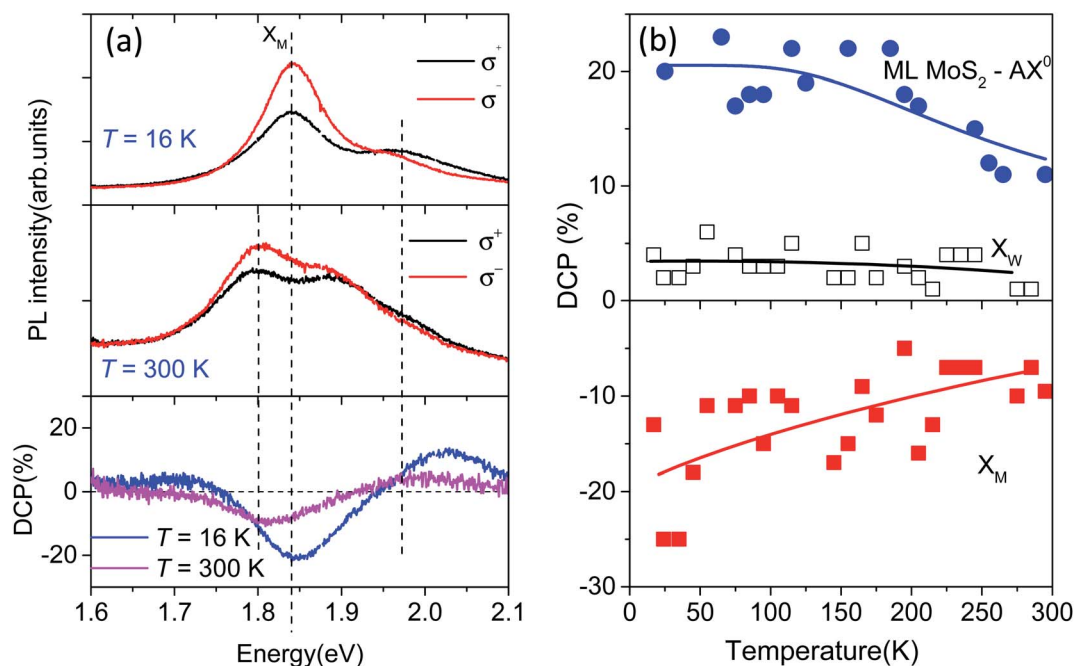 (a)
X_M
σ⁺
σ⁻
T = 16 K
σ⁺
σ⁻
T = 300 K
PL intensity(arb.units)
20
0
-20
DCP(%)
T = 16 K
T = 300 K
1.6 1.7 1.8 1.9 2.0 2.1
Energy(eV)
(b)
ML MoS₂ - AX⁰
X_W
X_M
20
10
0
-10
-20
-30
DCP (%)
0 50 100 150 200 250 300
Temperature(K)